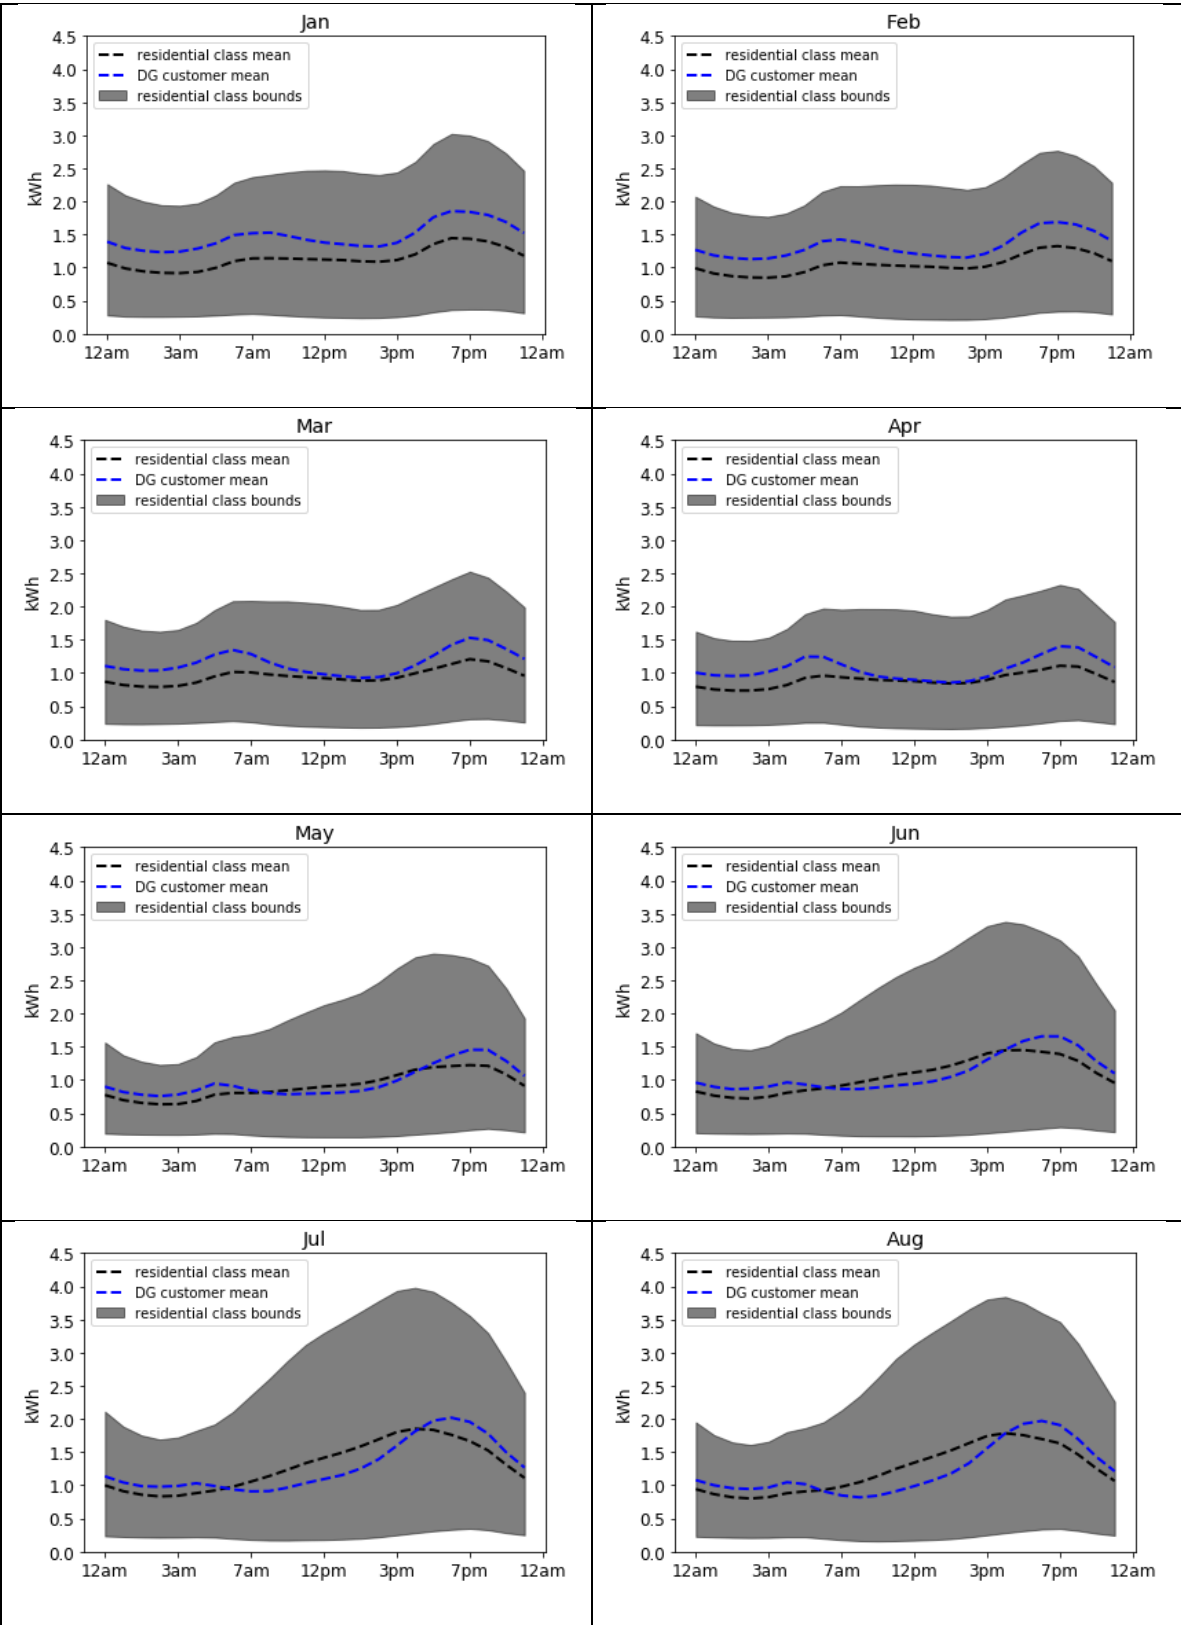 Jan
4.5
4.0
3.5
3.0
2.5
2.0
1.5
1.0
0.5
0.0
kWh
residential class mean
DG customer mean
residential class bounds
12am 3am 7am 12pm 3pm 7pm 12am
Feb
4.5
4.0
3.5
3.0
2.5
2.0
1.5
1.0
0.5
0.0
kWh
residential class mean
DG customer mean
residential class bounds
12am 3am 7am 12pm 3pm 7pm 12am
Mar
4.5
4.0
3.5
3.0
2.5
2.0
1.5
1.0
0.5
0.0
kWh
residential class mean
DG customer mean
residential class bounds
12am 3am 7am 12pm 3pm 7pm 12am
Apr
4.5
4.0
3.5
3.0
2.5
2.0
1.5
1.0
0.5
0.0
kWh
residential class mean
DG customer mean
residential class bounds
12am 3am 7am 12pm 3pm 7pm 12am
May
4.5
4.0
3.5
3.0
2.5
2.0
1.5
1.0
0.5
0.0
kWh
residential class mean
DG customer mean
residential class bounds
12am 3am 7am 12pm 3pm 7pm 12am
Jun
4.5
4.0
3.5
3.0
2.5
2.0
1.5
1.0
0.5
0.0
kWh
residential class mean
DG customer mean
residential class bounds
12am 3am 7am 12pm 3pm 7pm 12am
Jul
4.5
4.0
3.5
3.0
2.5
2.0
1.5
1.0
0.5
0.0
kWh
residential class mean
DG customer mean
residential class bounds
12am 3am 7am 12pm 3pm 7pm 12am
Aug
4.5
4.0
3.5
3.0
2.5
2.0
1.5
1.0
0.5
0.0
kWh
residential class mean
DG customer mean
residential class bounds
12am 3am 7am 12pm 3pm 7pm 12am